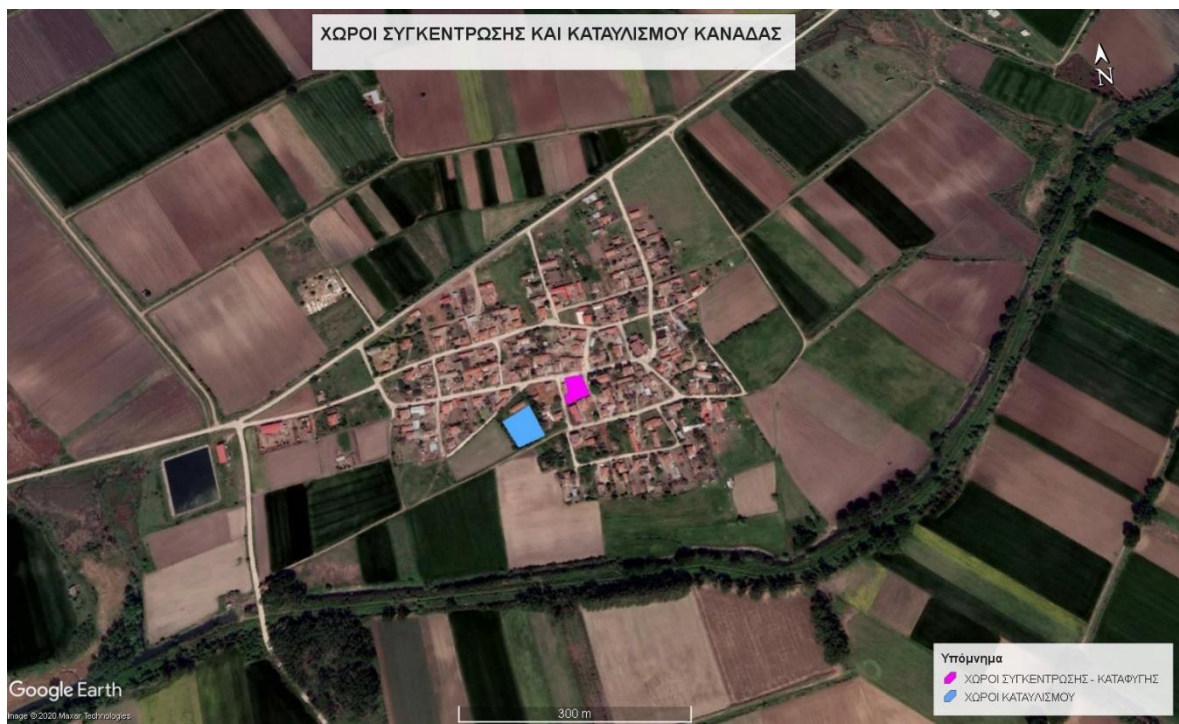 ΧΩΡΟΙ ΣΥΓΚΕΝΤΡΩΣΗΣ ΚΑΙ ΚΑΤΑΥΛΙΣΜΟΥ ΚΑΝΑΔΑΣ
N
Υπόμνημα
ΧΩΡΟΙ ΣΥΓΚΕΝΤΡΩΣΗΣ - ΚΑΤΑΦΥΓΗΣ
ΧΩΡΟΙ ΚΑΤΑΥΛΙΣΜΟΥ
Google Earth
Image © 2020 Maxar Technologies
300 m